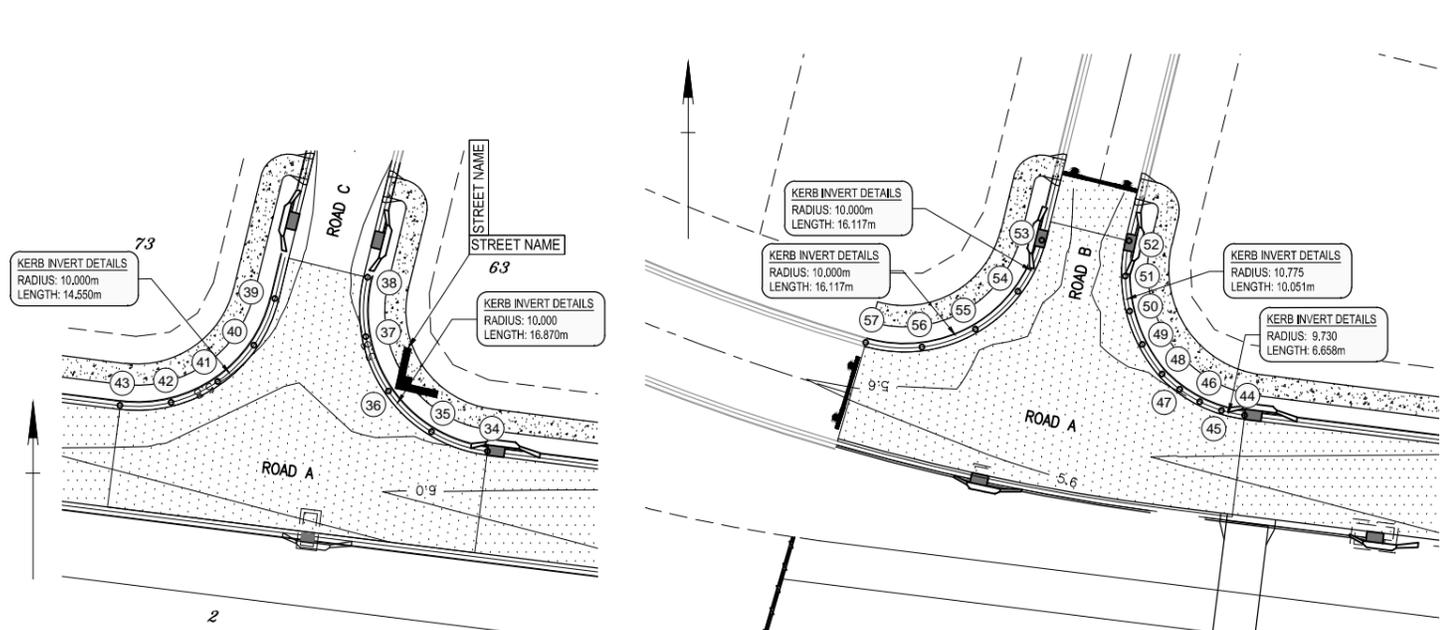 STREET NAME
STREET NAME
ROAD C
73
63
KERB INVERT DETAILS
RADIUS: 10.000m
LENGTH: 14.550m
KERB INVERT DETAILS
RADIUS: 10.000
LENGTH: 16.870m
39
38
40
37
41
43
42
36
35
34
ROAD A
6.0
2
KERB INVERT DETAILS
RADIUS: 10.000m
LENGTH: 16.117m
KERB INVERT DETAILS
RADIUS: 10.000m
LENGTH: 16.117m
KERB INVERT DETAILS
RADIUS: 10.775
LENGTH: 10.051m
KERB INVERT DETAILS
RADIUS: 9.730
LENGTH: 6.658m
ROAD B
53
52
54
51
55
50
57
56
49
48
46
47
44
45
5.6
ROAD A
5.6